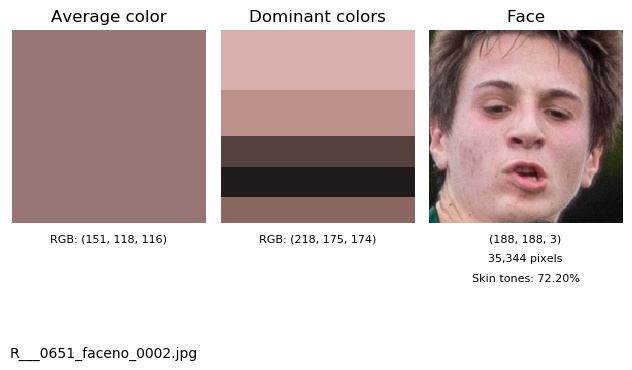 Average color
Dominant colors
Face
RGB: (151, 118, 116)
RGB: (218, 175, 174)
(188, 188, 3)
35,344 pixels
Skin tones: 72.20%
R___0651_faceno_0002.jpg